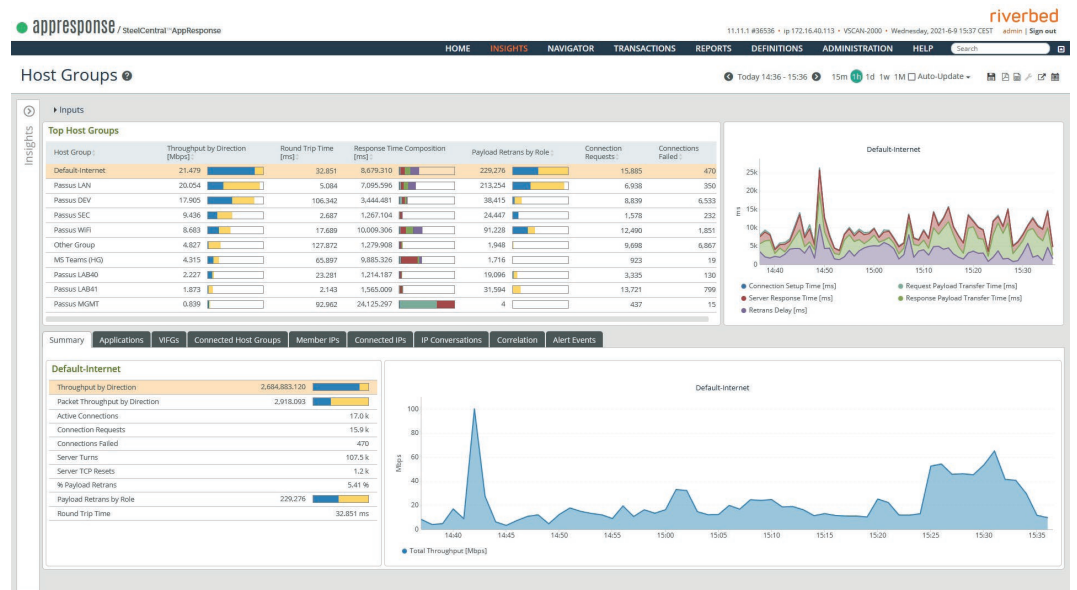 appresponse / SteelCentral™AppResponse
riverbed
11.11.1 #36536 • ip 172.16.40.113 • VSCAN-2000 • Wednesday, 2021-6-9 15:37 CEST admin | Sign out
HOME INSIGHTS NAVIGATOR TRANSACTIONS REPORTS DEFINITIONS ADMINISTRATION HELP Search
Host Groups
Today 14:36 - 15:36 15m 1h 1d 1w 1M Auto-Update
Insights
Inputs
Top Host Groups
Host Group Throughput by Direction [Mbps] Round Trip Time [ms] Response Time Composition [ms] Payload Retrans by Role Connection Requests Connections Failed
Default-Internet 21.479 32.851 8,679.310 229,276 15,885 470
Passus LAN 20.054 5.084 7,095.596 213,254 6,938 350
Passus DEV 17.905 106.342 3,444.481 38,415 8,839 6,533
Passus SEC 9.436 2.687 1,267.104 24,447 1,578 232
Passus WiFi 8.683 17.689 10,009.306 91,228 12,490 1,851
Other Group 4.827 127.872 1,279.908 1,948 9,698 6,867
MS Teams (HG) 4.315 65.897 9,885.326 1,716 923 19
Passus LAB40 2.227 23.281 1,214.187 19,096 3,335 130
Passus LAB41 1.873 2.143 1,565.009 31,594 13,721 799
Passus MGMT 0.839 92.962 24,125.297 4 437 15
Default-Internet
25k
20k
15k
10k
5k
0
ms
14:40 14:50 15:00 15:10 15:20 15:30
Connection Setup Time [ms] Request Payload Transfer Time [ms]
Server Response Time [ms] Response Payload Transfer Time [ms]
Retrans Delay [ms]
Summary Applications VIFGs Connected Host Groups Member IPs Connected IPs IP Conversations Correlation Alert Events
Default-Internet
Throughput by Direction 2,684,883.120
Packet Throughput by Direction 2,918.093
Active Connections 17.0 k
Connection Requests 15.9 k
Connections Failed 470
Server Turns 107.5 k
Server TCP Resets 1.2 k
% Payload Retrans 5.41 %
Payload Retrans by Role 229,276
Round Trip Time 32.851 ms
Default-Internet
100
80
60
40
20
0
Mbps
14:40 14:45 14:50 14:55 15:00 15:05 15:10 15:15 15:20 15:25 15:30 15:35
Total Throughput [Mbps]